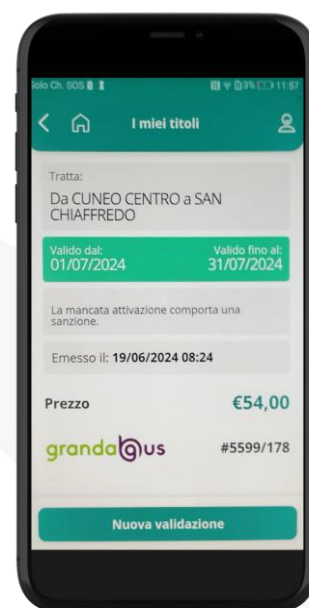 Solo Ch. SOS 3% 11:57
I miei titoli
Tratta:
Da CUNEO CENTRO a SAN
CHIAFFREDO
Valido dal: Valido fino al:
01/07/2024 31/07/2024
La mancata attivazione comporta una
sanzione.
Emesso il: 19/06/2024 08:24
Prezzo €54,00
grandabus #5599/178
Nuova validazione